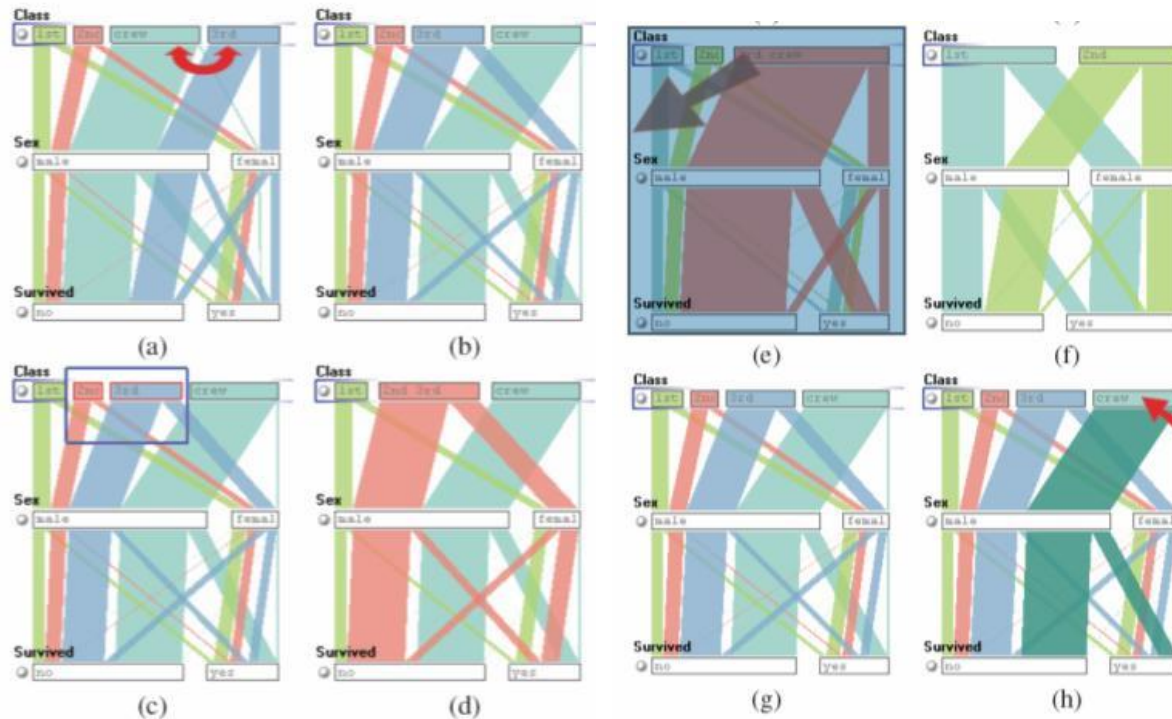 Class
1st 2nd crew 3rd
Sex
male femal
Survived
no yes
(a)
Class
1st 2nd 3rd crew
Sex
male femal
Survived
no yes
(b)
Class
1st 2nd 3rd crew
Sex
male femal
Survived
no yes
(c)
Class
1st 2nd 3rd crew
Sex
male femal
Survived
no yes
(d)
Class
1st 2nd 3rd crew
Sex
male femal
Survived
no yes
(e)
Class
1st 2nd
Sex
male female
Survived
no yes
(f)
Class
1st 2nd 3rd crew
Sex
male femal
Survived
no yes
(g)
Class
1st 2nd 3rd crew
Sex
male femal
Survived
no yes
(h)